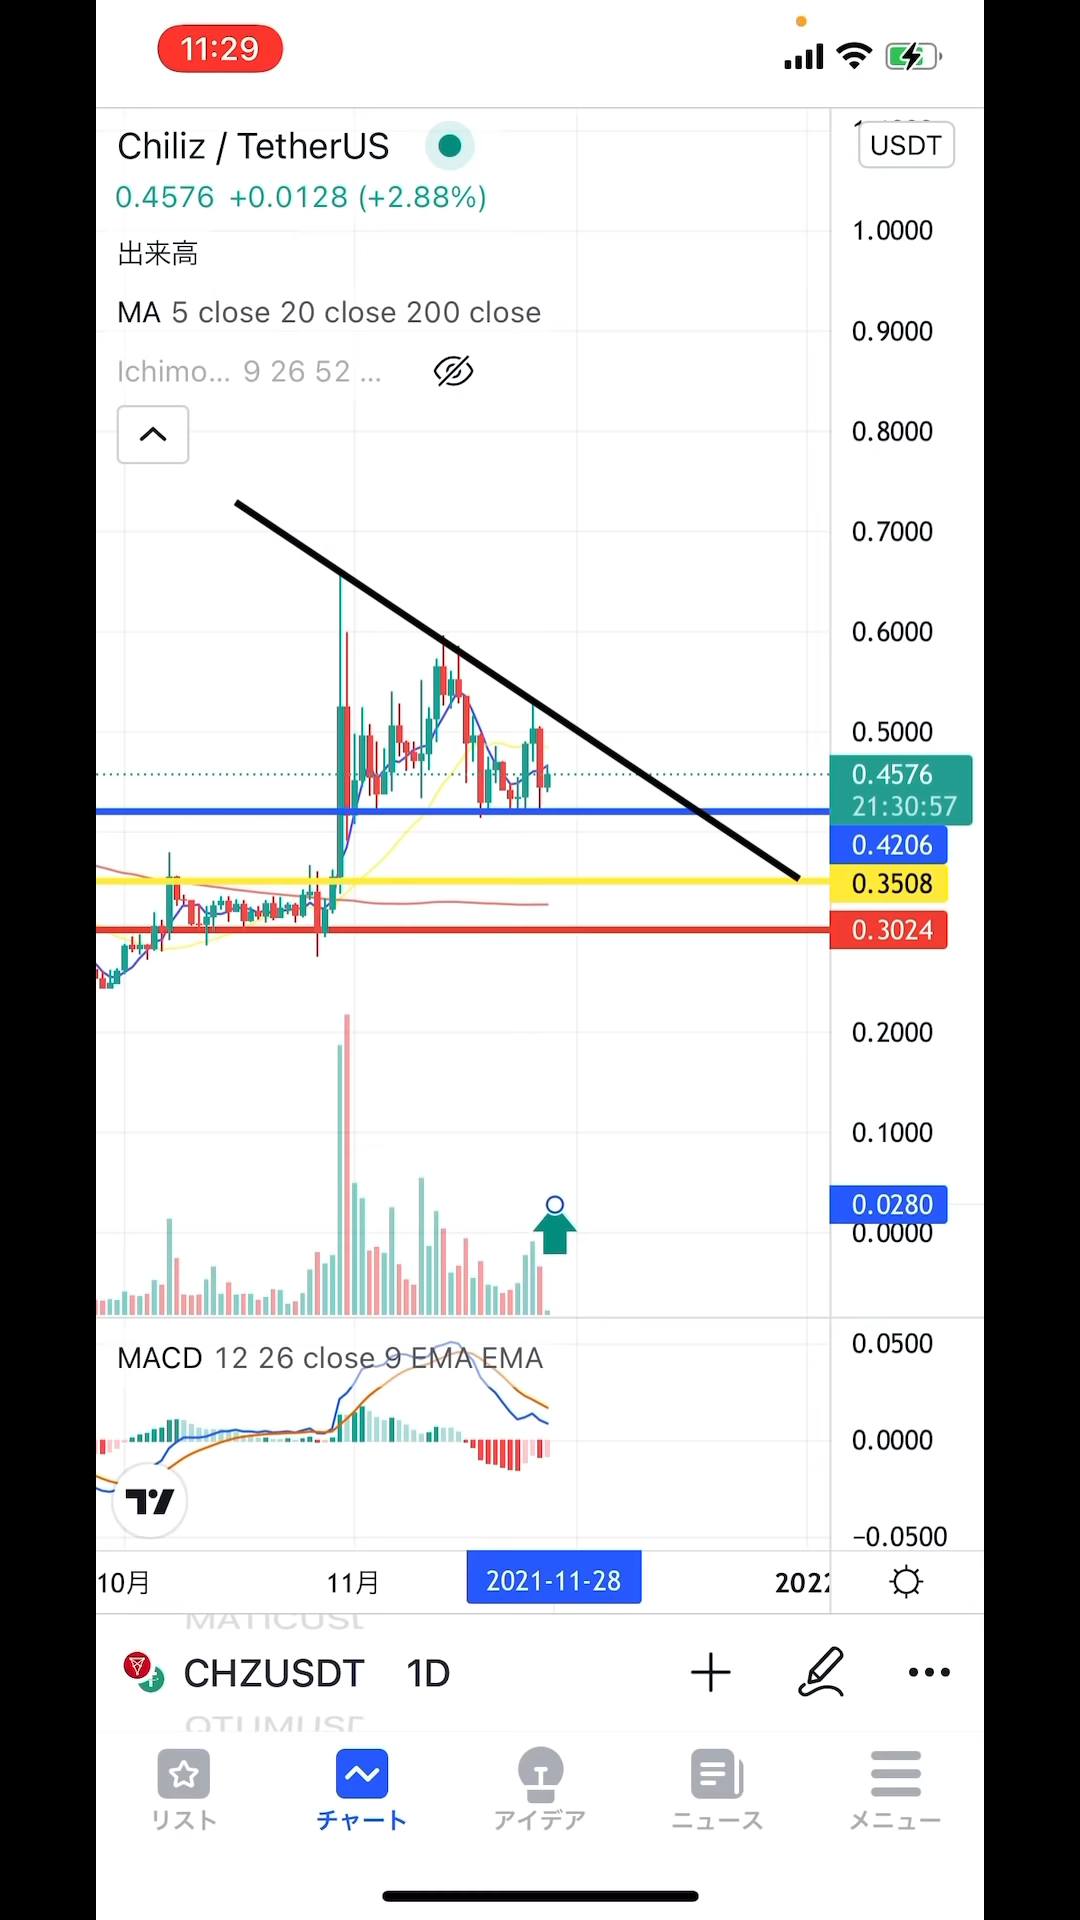 11:29
Chiliz / TetherUS
USDT
0.4576 +0.0128 (+2.88%)
出来高
MA 5 close 20 close 200 close
Ichimo... 9 26 52 ...
1.0000
0.9000
0.8000
0.7000
0.6000
0.5000
0.4576
21:30:57
0.4206
0.3508
0.3024
0.2000
0.1000
0.0280
0.0000
MACD 12 26 close 9 EMA EMA
0.0500
0.0000
−0.0500
10月 11月 2021-11-28
CHZUSDT 1D
リスト チャート アイデア ニュース メニュー